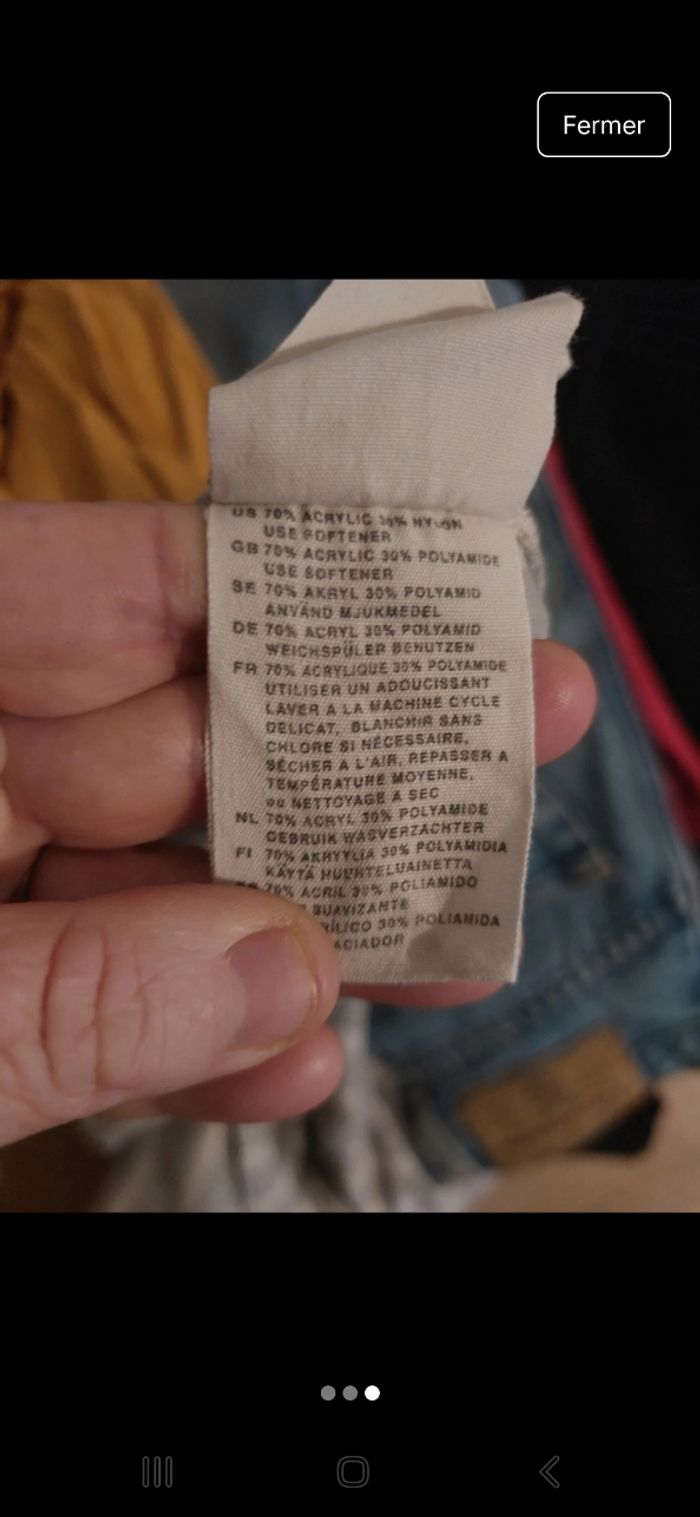 Fermer
US 70% ACRYLIC 30% NYLON
USE SOFTENER
GB 70% ACRYLIC 30% POLYAMIDE
USE SOFTENER
SE 70% AKRYL 30% POLYAMID
ANVÄND MJUKMEDEL
DE 70% ACRYL 30% POLYAMID
WEICHSPÜLER BENUTZEN
FR 70% ACRYLIQUE 30% POLYAMIDE
UTILISER UN ADOUCISSANT
LAVER A LA MACHINE CYCLE
DELICAT, BLANCHIR SANS
CHLORE SI NÉCESSAIRE,
SÉCHER A L'AIR, REPASSER A
TEMPÉRATURE MOYENNE,
ou NETTOYAGE A SEC
NL 70% ACRYL 30% POLYAMIDE
GEBRUIK WASVERZACHTER
FI 70% AKRYYLIA 30% POLYAMIDIA
KÄYTÄ HUUHTELUAINETTA
70% ACRIL 30% POLIAMIDO
SUAVIZANTE
30% POLIAMIDA